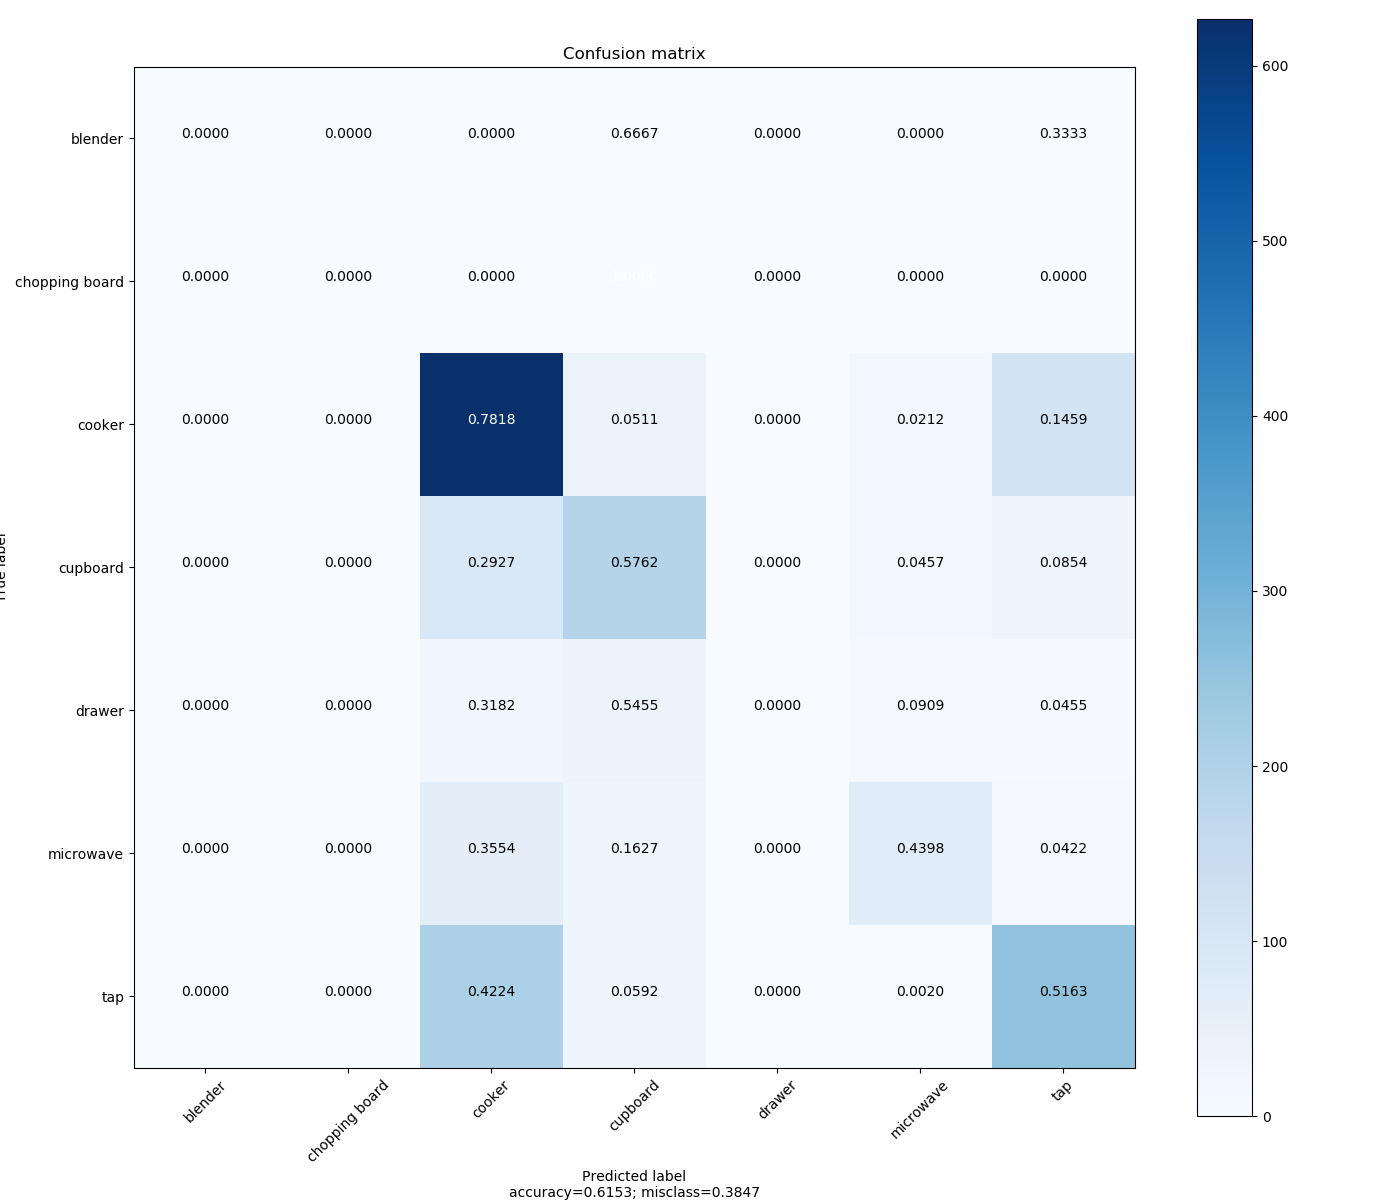 Confusion matrix
blender 0.0000 0.0000 0.0000 0.6667 0.0000 0.0000 0.3333
chopping board 0.0000 0.0000 0.0000 1.0000 0.0000 0.0000 0.0000
cooker 0.0000 0.0000 0.7818 0.0511 0.0000 0.0212 0.1459
cupboard 0.0000 0.0000 0.2927 0.5762 0.0000 0.0457 0.0854
drawer 0.0000 0.0000 0.3182 0.5455 0.0000 0.0909 0.0455
microwave 0.0000 0.0000 0.3554 0.1627 0.0000 0.4398 0.0422
tap 0.0000 0.0000 0.4224 0.0592 0.0000 0.0020 0.5163
blender chopping board cooker cupboard drawer microwave tap
Predicted label
accuracy=0.6153; misclass=0.3847
True label
600
500
400
300
200
100
0